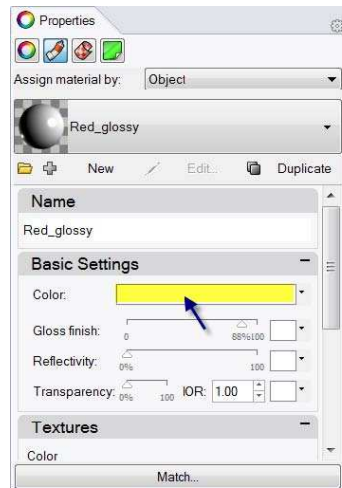 Properties
Assign material by: Object
Red_glossy
New Edit... Duplicate
Name
Red_glossy
Basic Settings
Color:
Gloss finish: 0 88% 100
Reflectivity: 0% 100
Transparency: 0% 100 IOR: 1.00
Textures
Color
Match...